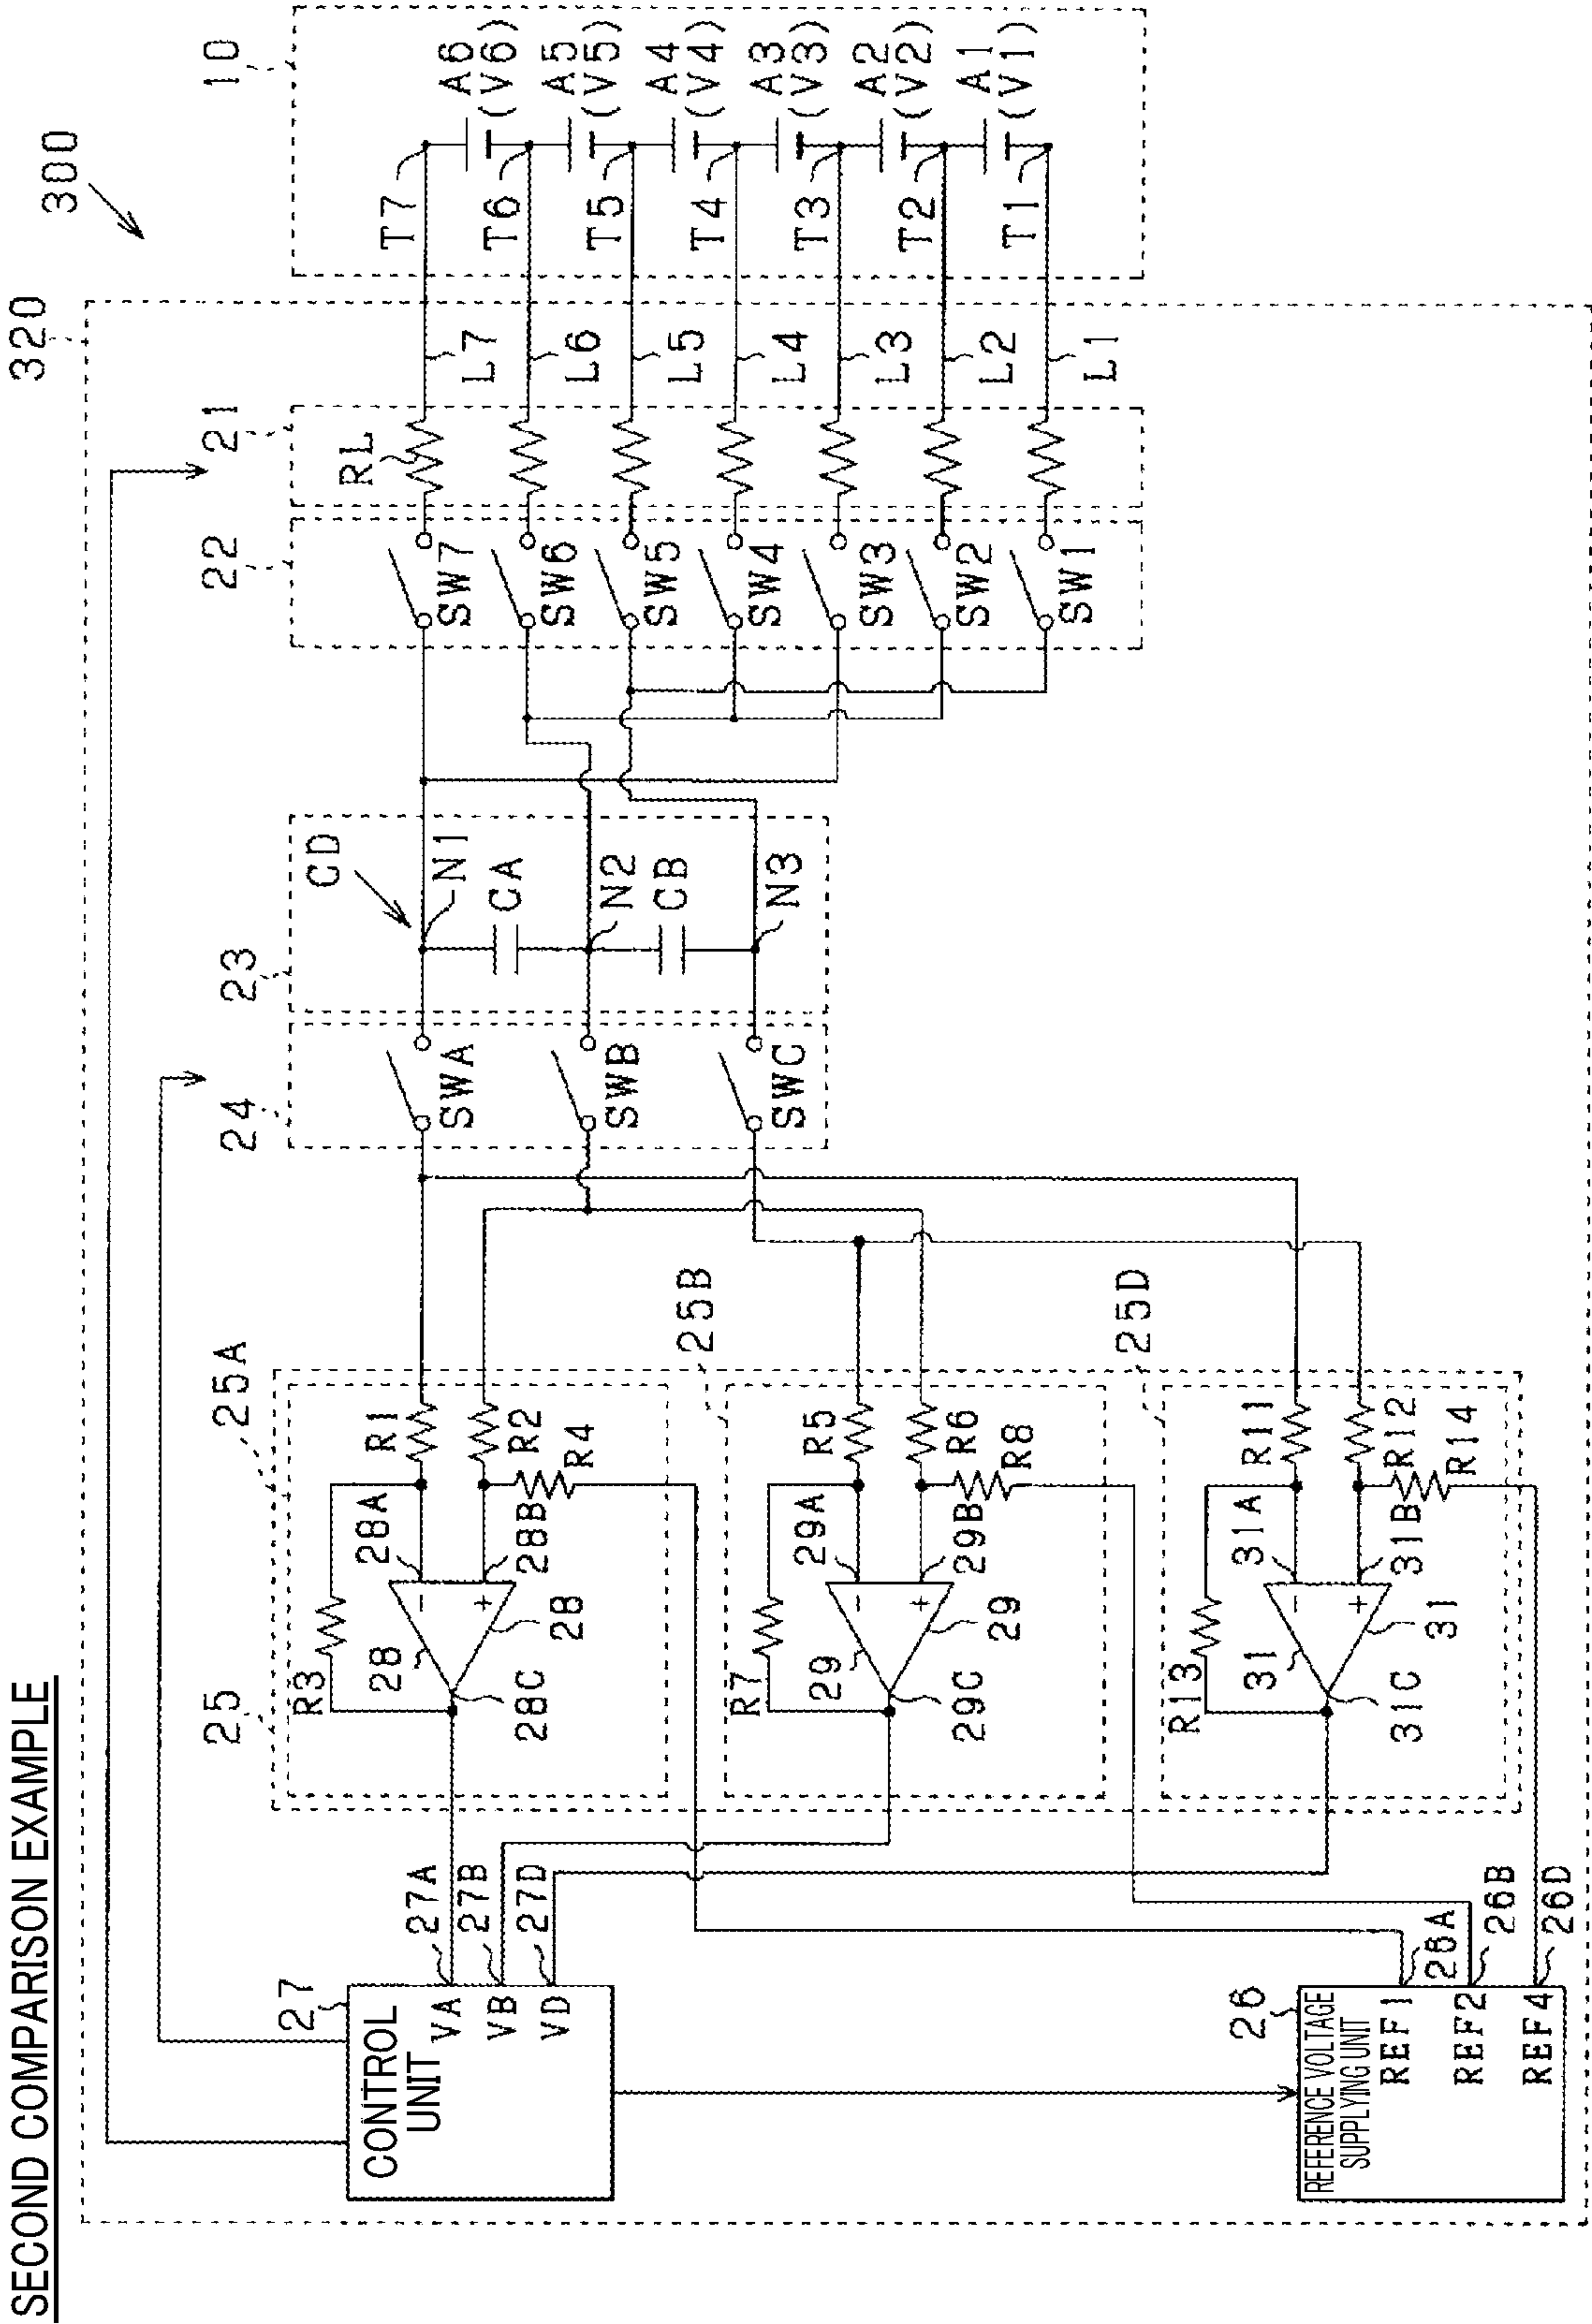 SECOND COMPARISON EXAMPLE
300
320
10
21
22
23
24
25
25A
25B
25D
CONTROL
UNIT
27
VA
VB
VD
27A
27B
27D
REFERENCE VOLTAGE
SUPPLYING UNIT
26
REF1
REF2
REF4
26A
26B
26D
R3
28
28
28A
28B
28C
R1
R2
R4
R7
29
29
29A
29B
29C
R5
R6
R8
R13
31
31
31A
31B
31C
R11
R12
R14
SWA
SWB
SWC
CD
N1
CA
N2
CB
N3
SW7
SW6
SW5
SW4
SW3
SW2
SW1
RL
L7
L6
L5
L4
L3
L2
L1
T7
T6
T5
T4
T3
T2
T1
A6
(V6)
A5
(V5)
A4
(V4)
A3
(V3)
A2
(V2)
A1
(V1)
-
+
-
+
-
+